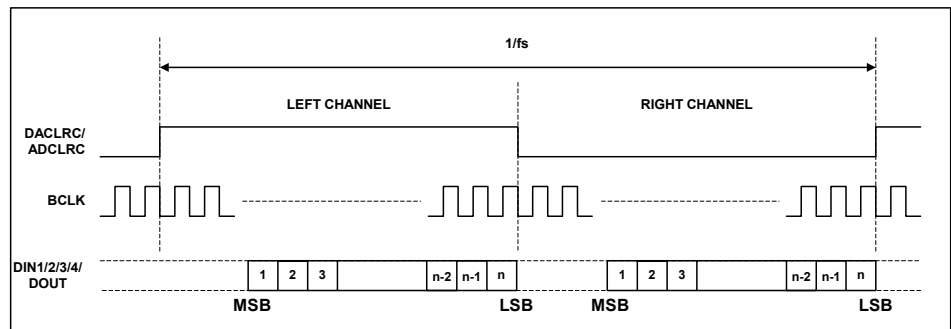 1/fs
LEFT CHANNEL RIGHT CHANNEL
DACLRC/
ADCLRC
BCLK
DIN1/2/3/4/
DOUT
1 2 3 n-2 n-1 n 1 2 3 n-2 n-1 n
MSB LSB MSB LSB